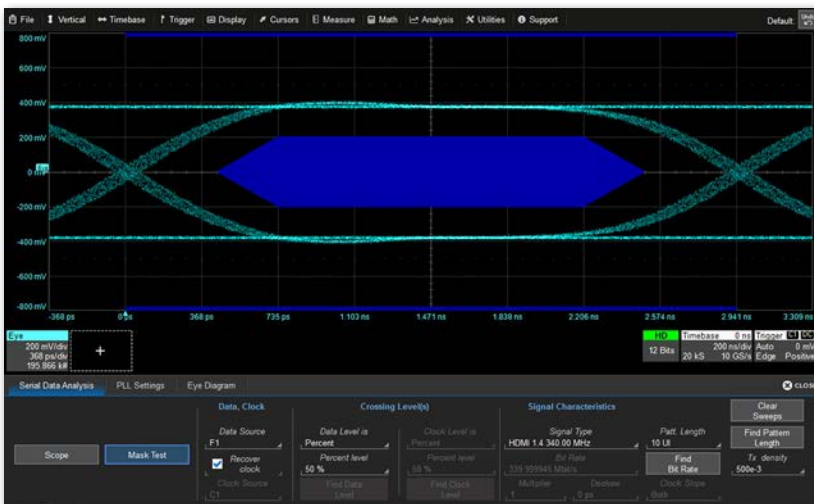 File Vertical Timebase Trigger Display Cursors Measure Math Analysis Utilities Support Default: Undo
800 mV
600 mV
400 mV
200 mV
0 mV
-200 mV
-400 mV
-600 mV
-800 mV
-368 ps 0 ps 368 ps 735 ps 1.103 ns 1.471 ns 1.838 ns 2.206 ns 2.574 ns 2.941 ns 3.309 ns
Eye
200 mV/div
368 ps/div
195.866 k#
+
HD Timebase 0 ns Trigger C1 DC
12 Bits 200 ns/div Auto 0 mV
20 kS 10 GS/s Edge Positive
Serial Data Analysis PLL Settings Eye Diagram CLOSE
Data, Clock Crossing Level(s) Signal Characteristics Clear Sweeps
Data Source Data Level is Clock Level is Signal Type Patt. Length
F1 Percent Percent HDMI 1.4 340.00 MHz 10 UI Find Pattern Length
Scope Mask Test Recover clock Percent level Percent level Bit Rate Find Bit Rate Tx density
50 % 50 % 339.999945 Mbit/s 500e-3
Clock Source Find Data Level Find Clock Level Multiplier Deskew Clock Slope
C1 1 0 ps Both